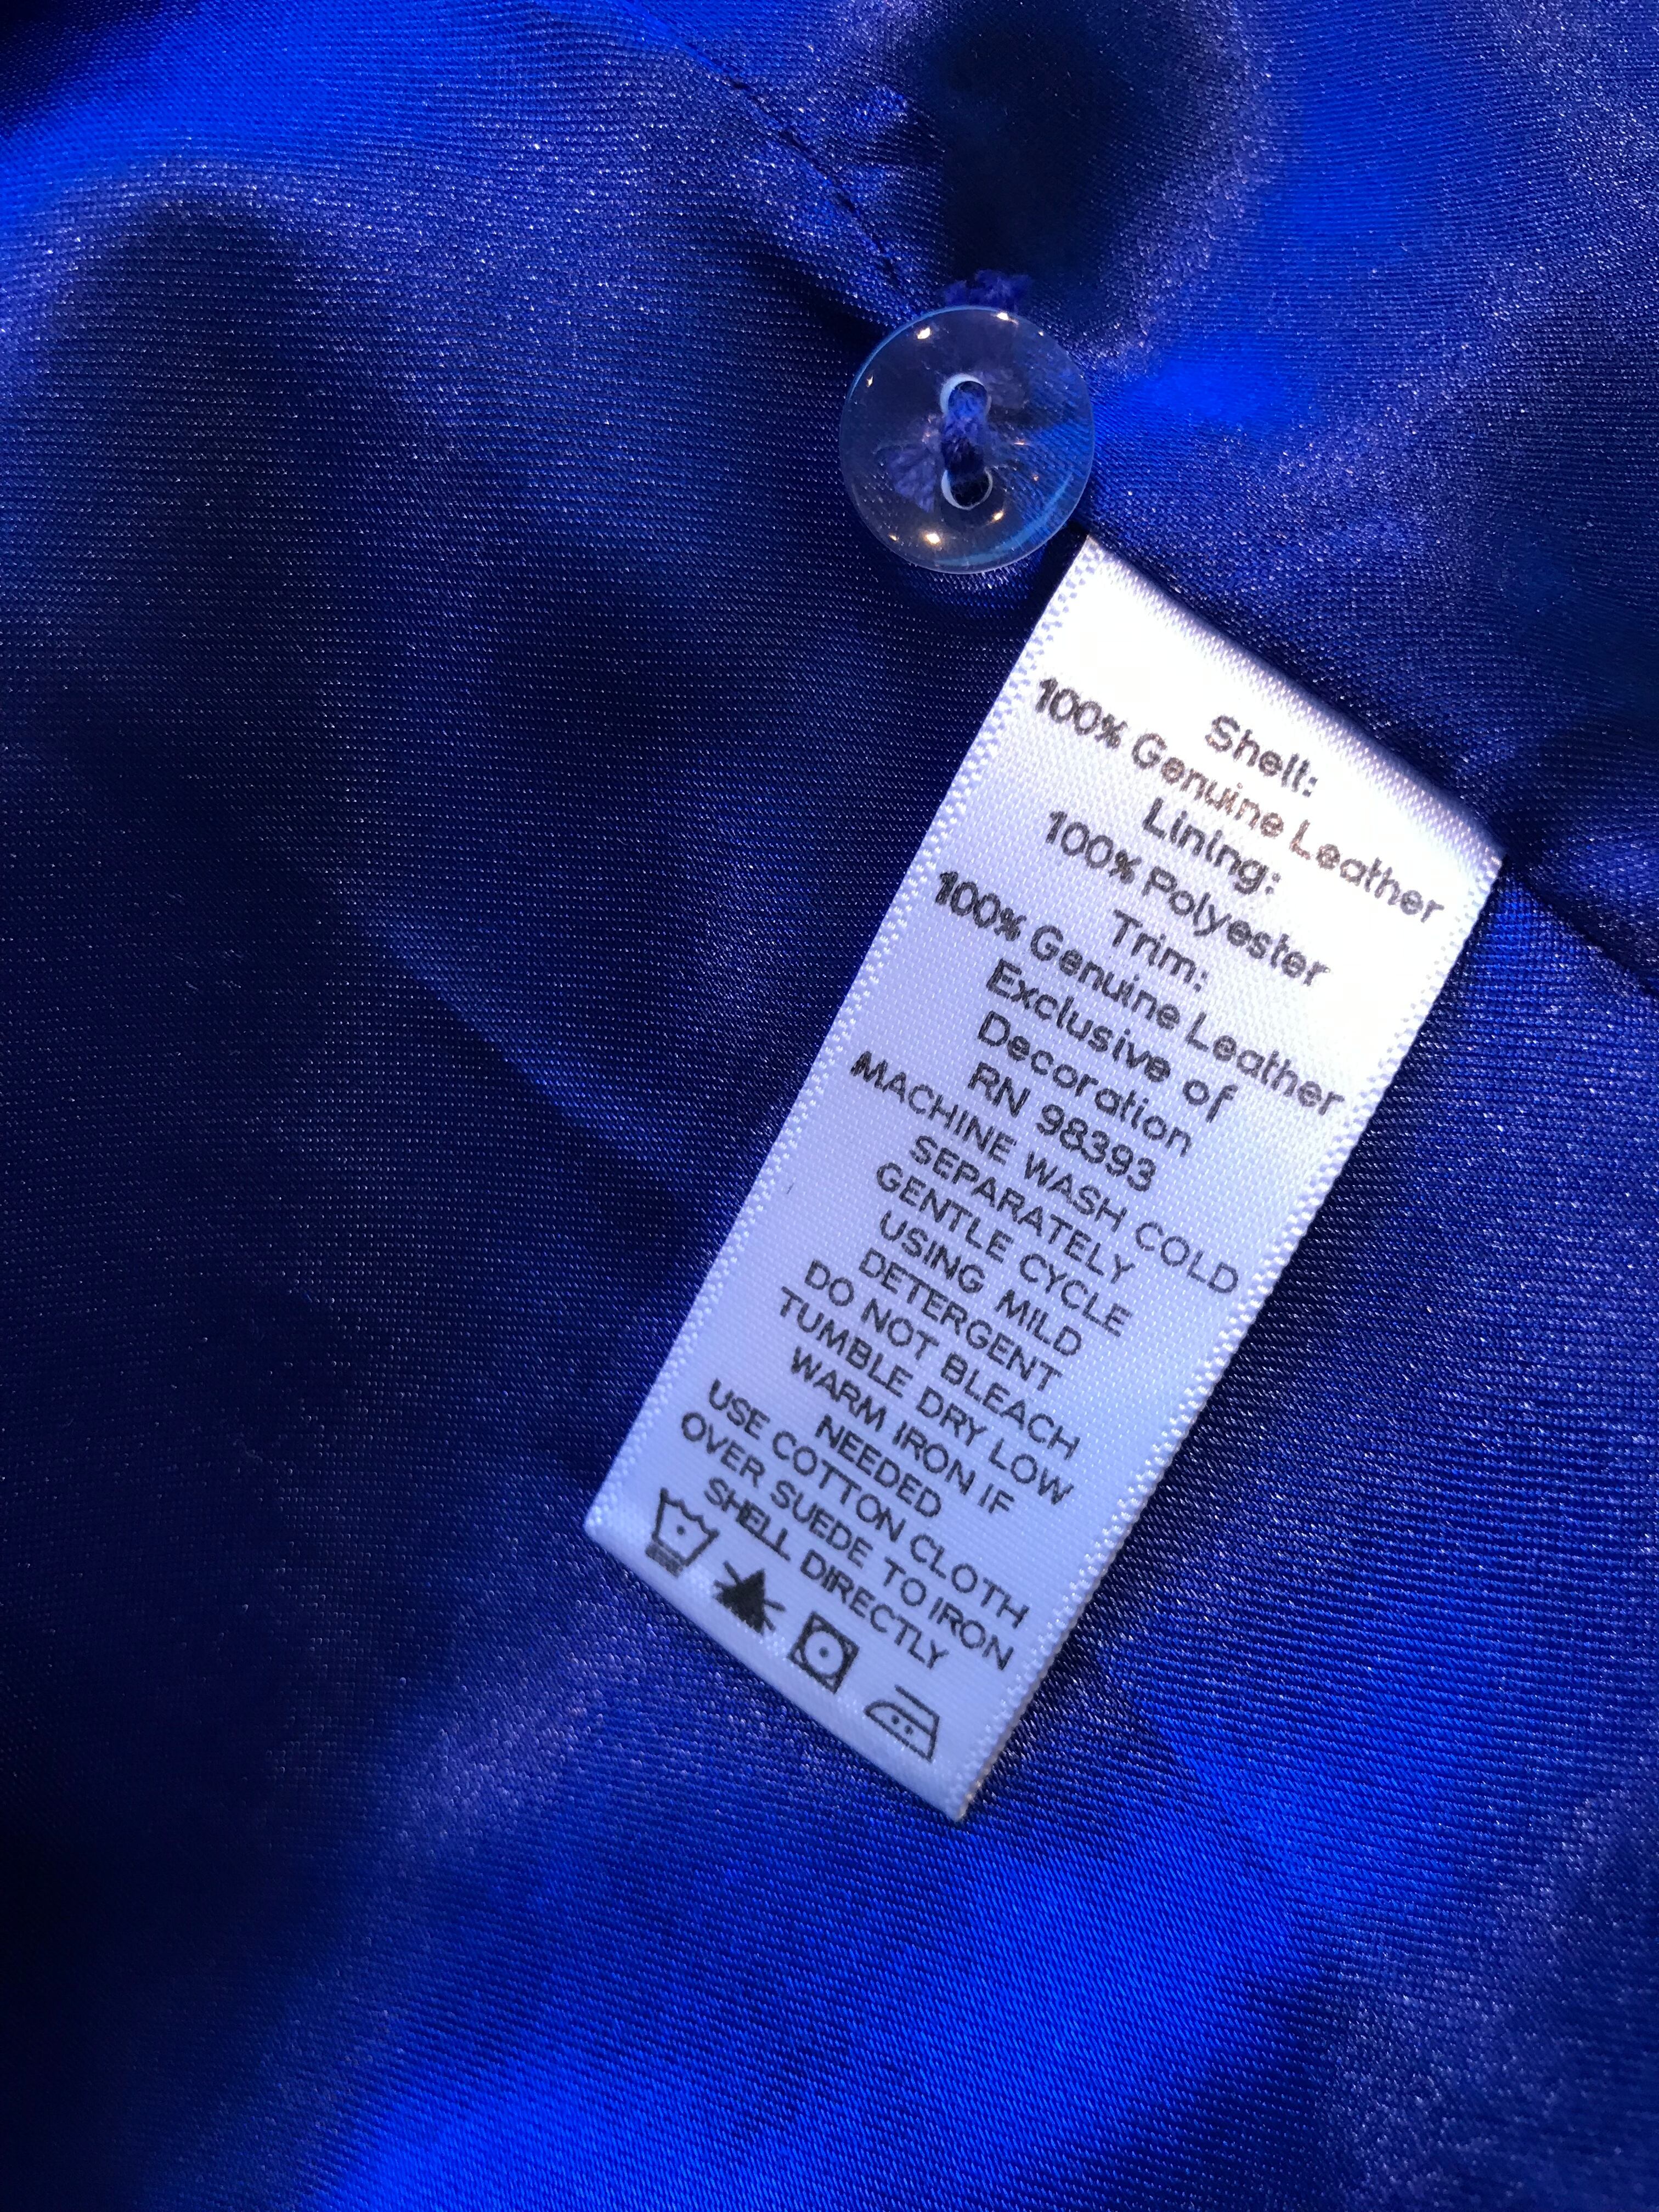 Shell:
100% Genuine Leather
Lining:
100% Polyester
Trim:
100% Genuine Leather
Exclusive of
Decoration
RN 98393
MACHINE WASH COLD
SEPARATELY
GENTLE CYCLE
USING MILD
DETERGENT
DO NOT BLEACH
TUMBLE DRY LOW
WARM IRON IF
NEEDED
USE COTTON CLOTH
OVER SUEDE TO IRON
SHELL DIRECTLY